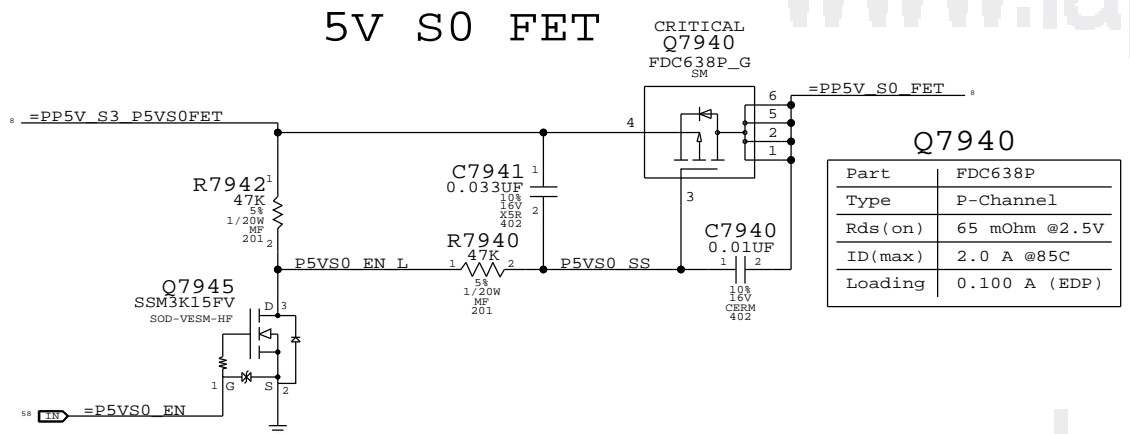 5V S0 FET
www.la
CRITICAL
Q7940
FDC638P_G
SM
8 =PP5V_S3_P5VS0FET
=PP5V_S0_FET 8
4
6
5
2
1
3
R7942
1
47K
5%
1/20W
MF
201
2
C7941
1
0.033UF
10%
16V
X5R
402
2
R7940
47K
1 2
5%
1/20W
MF
201
P5VS0_EN_L
P5VS0_SS
C7940
0.01UF
1 2
10%
16V
CERM
402
Q7940
Part FDC638P
Type P-Channel
Rds(on) 65 mOhm @2.5V
ID(max) 2.0 A @85C
Loading 0.100 A (EDP)
Q7945
SSM3K15FV
SOD-VESM-HF
D 3
1 G S 2
58 IN =P5VS0_EN